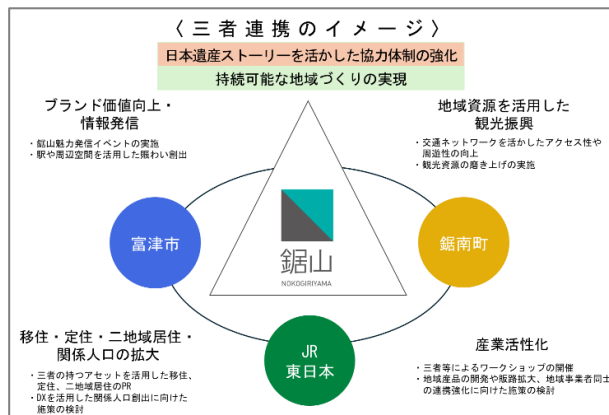 〈三者連携のイメージ〉
日本遺産ストーリーを活かした協力体制の強化
持続可能な地域づくりの実現
ブランド価値向上・
情報発信
・鋸山魅力発信イベントの実施
・駅や周辺空間を活用した賑わい創出
地域資源を活用した
観光振興
・交通ネットワークを活かしたアクセス性や
周遊性の向上
・観光資源の磨き上げの実施
富津市
鋸山
NOKOGIRIYAMA
鋸南町
移住・定住・二地域居住・
関係人口の拡大
・三者の持つアセットを活用した移住、
定住、二地域居住のPR
・DXを活用した関係人口創出に向けた
施策の検討
JR
東日本
産業活性化
・三者等によるワークショップの開催
・地域産品の開発や販路拡大、地域事業者同士
の連携強化に向けた施策の検討